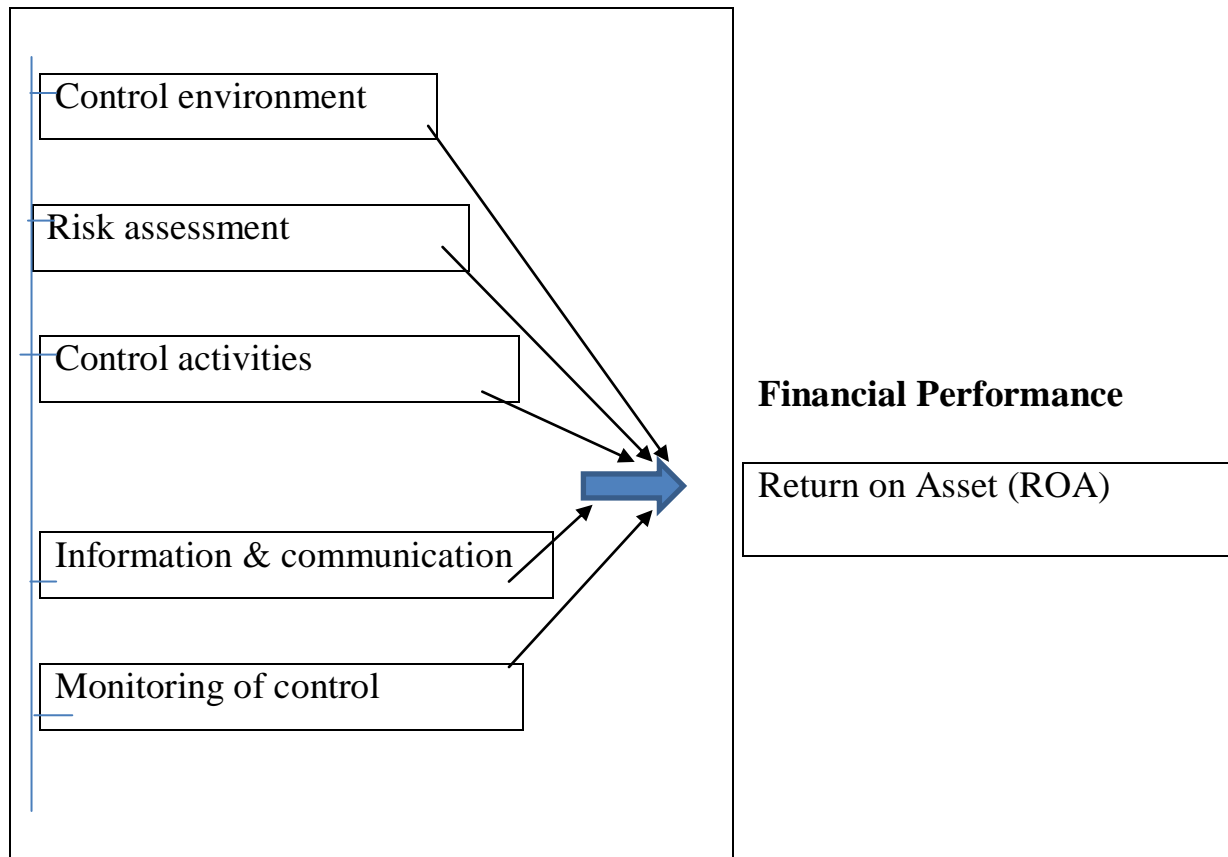 Control environment
Risk assessment
Control activities
Financial Performance
Return on Asset (ROA)
Information & communication
Monitoring of control